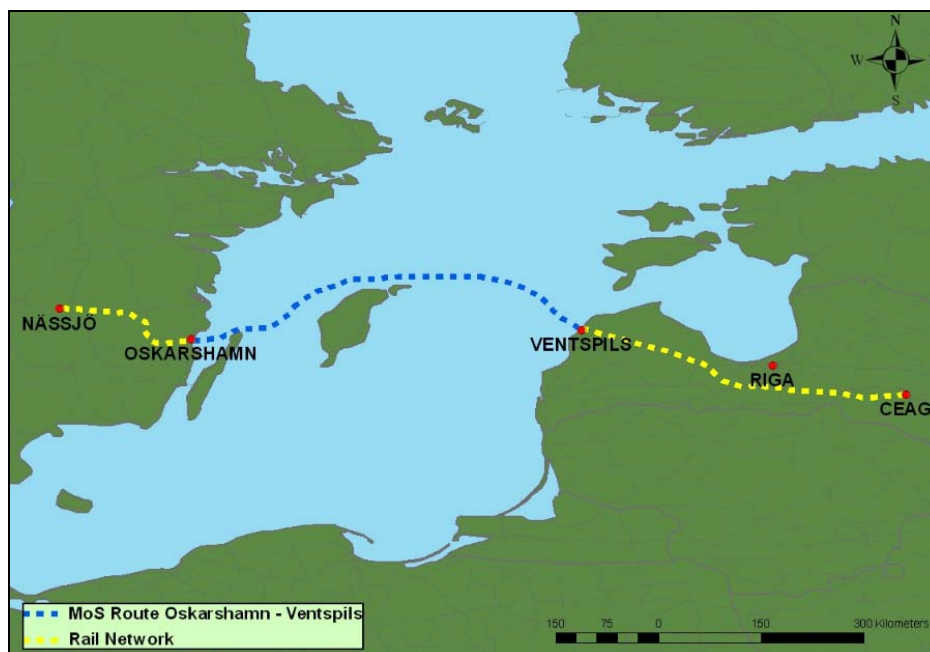 N
W E
S
NÄSSJÖ
OSKARSHAMN
VENTSPILS
RIGA
CEAG
MoS Route Oskarshamn - Ventspils
Rail Network
150 75 0 150 300 Kilometers